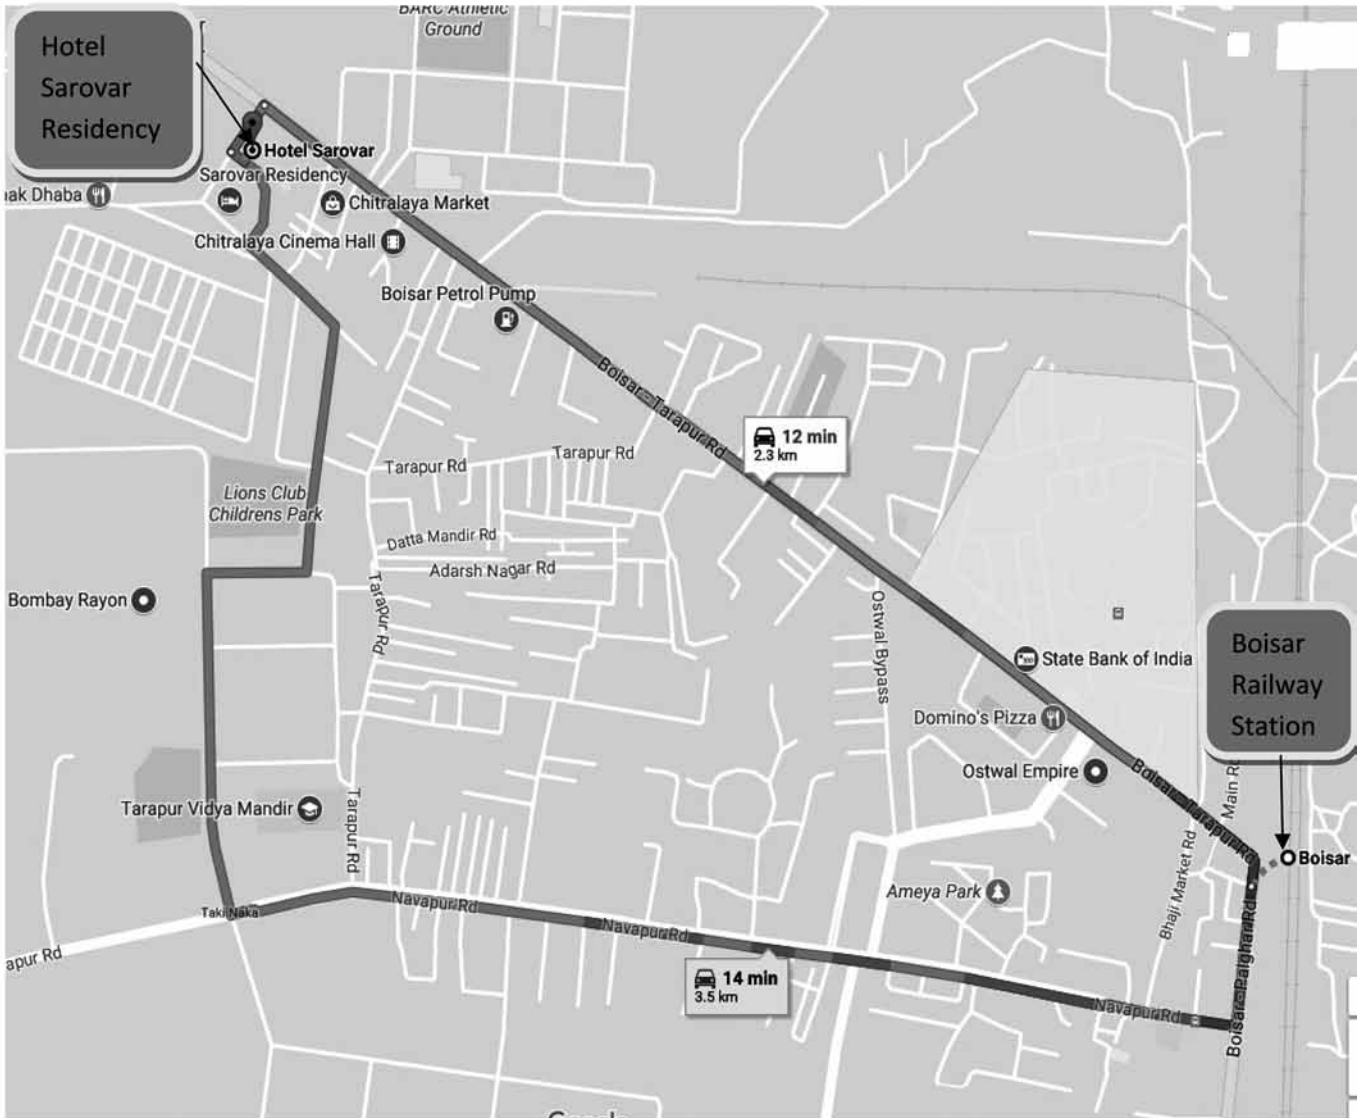 BARC Athletic
Ground
Hotel
Sarovar
Residency
Hotel Sarovar
Sarovar Residency
Dhaba
Chitralaya Market
Chitralaya Cinema Hall
Boisar Petrol Pump
Boisar - Tarapur Rd
12 min
2.3 km
Tarapur Rd
Tarapur Rd
Lions Club
Childrens Park
Datta Mandir Rd
Adarsh Nagar Rd
Tarapur Rd
Bombay Rayon
Ostwal Bypass
State Bank of India
Boisar
Railway
Station
Domino's Pizza
Ostwal Empire
Boisar - Tarapur Rd
Main Rd
Tarapur Vidya Mandir
Tarapur Rd
Bhaji Market Rd
Boisar
Ameya Park
Navapur Rd
Taki Naka
Navapur Rd
apur Rd
14 min
3.5 km
Navapur Rd
Boisar - Palghar Rd